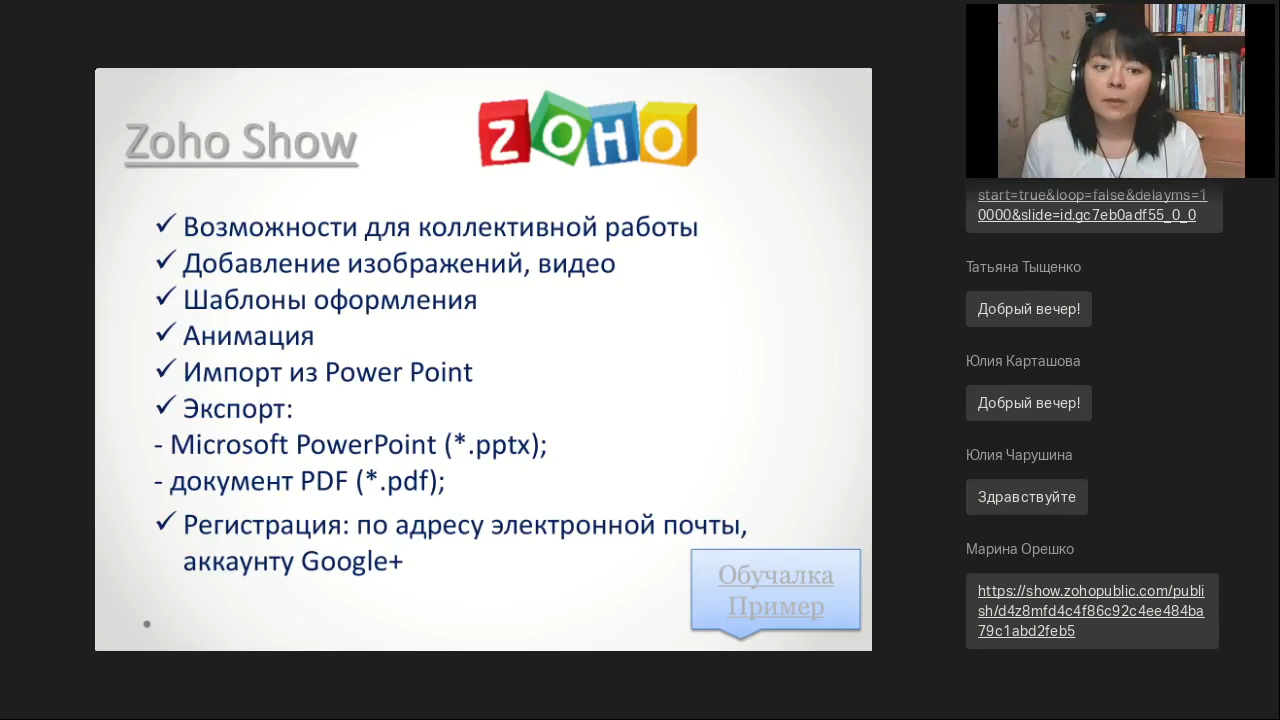 Zoho Show
ZOHO
✓ Возможности для коллективной работы
✓ Добавление изображений, видео
✓ Шаблоны оформления
✓ Анимация
✓ Импорт из Power Point
✓ Экспорт:
- Microsoft PowerPoint (*.pptx);
- документ PDF (*.pdf);
✓ Регистрация: по адресу электронной почты,
аккаунту Google+
Обучалка
Пример
start=true&loop=false&delayms=1
0000&slide=id.gc7eb0adf55_0_0
Татьяна Тыщенко
Добрый вечер!
Юлия Карташова
Добрый вечер!
Юлия Чарушина
Здравствуйте
Марина Орешко
https://show.zohopublic.com/publi
sh/d4z8mfd4c4f86c92c4ee484ba
79c1abd2feb5